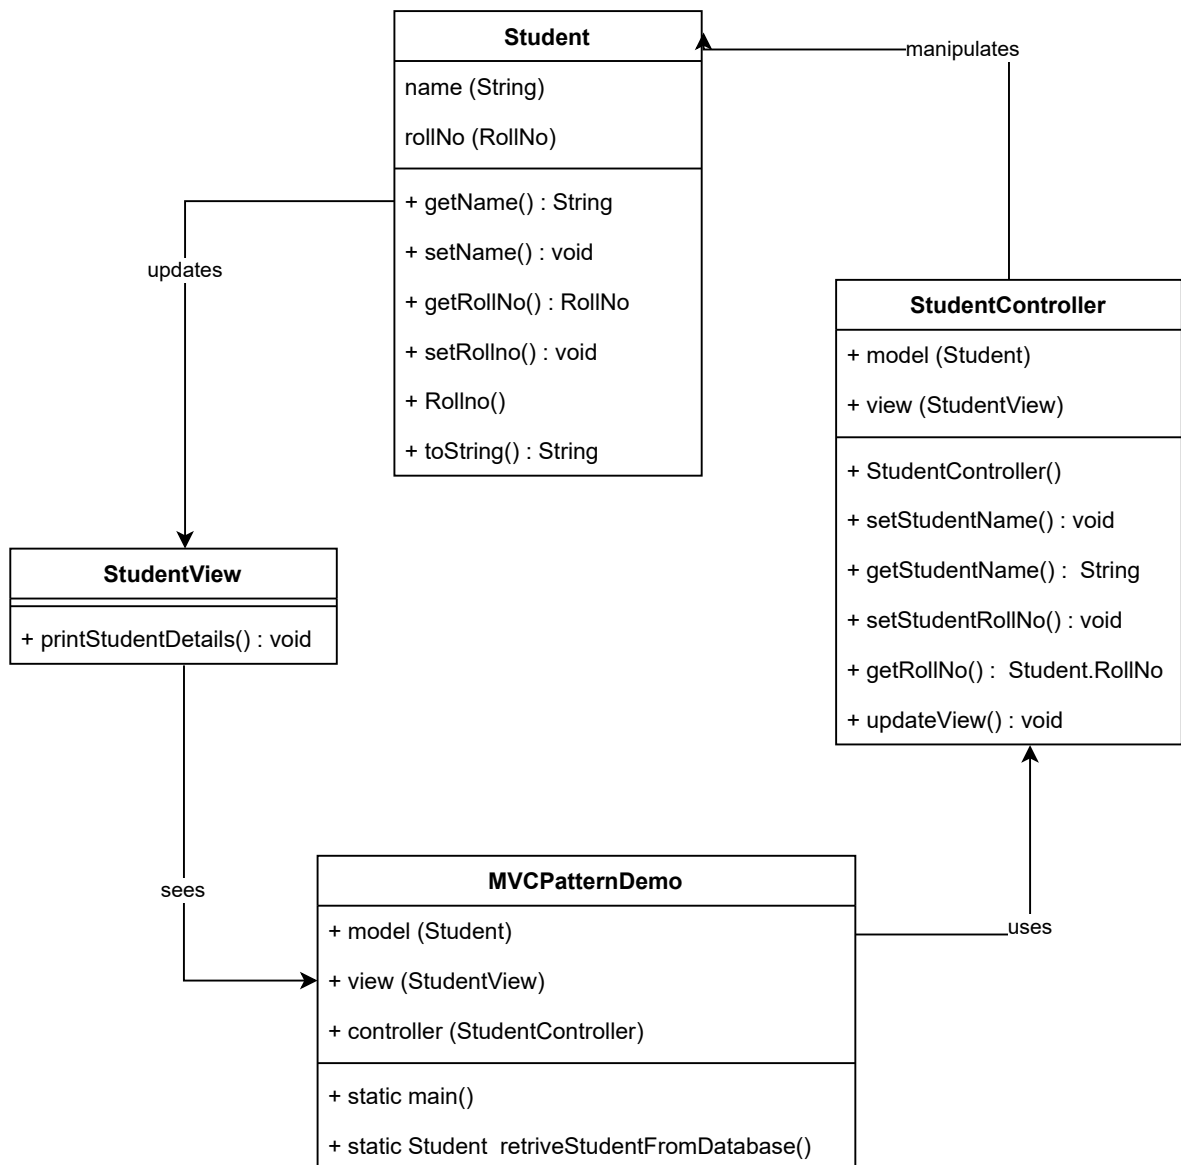 Student
name (String)
rollNo (RollNo)
+ getName() : String
+ setName() : void
+ getRollNo() : RollNo
+ setRollno() : void
+ Rollno()
+ toString() : String
manipulates
updates
StudentController
+ model (Student)
+ view (StudentView)
+ StudentController()
+ setStudentName() : void
+ getStudentName() :  String
+ setStudentRollNo() : void
+ getRollNo() :  Student.RollNo
+ updateView() : void
StudentView
+ printStudentDetails() : void
sees
MVCPatternDemo
+ model (Student)
+ view (StudentView)
+ controller (StudentController)
+ static main()
+ static Student  retriveStudentFromDatabase()
uses